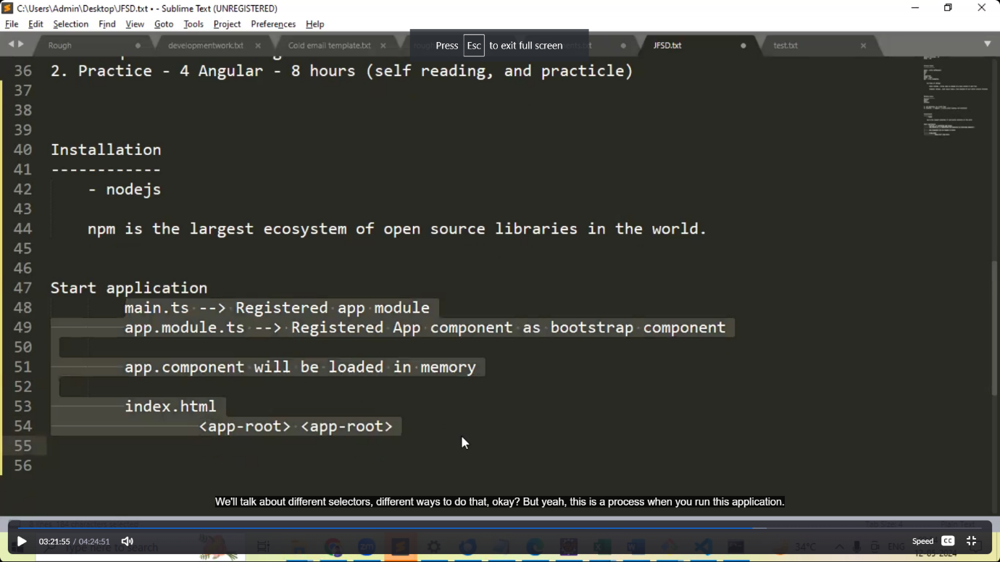 C:\Users\Admin\Desktop\JFSD.txt • - Sublime Text (UNREGISTERED)
File Edit Selection Find View Goto Tools Project Preferences Help
Rough developmentwork.txt Cold email template.txt JFSD.txt test.txt
Press Esc to exit full screen
36 2. Practice - 4 Angular - 8 hours (self reading, and practicle)
37
38
39
40 Installation
41 ------------
42 - nodejs
43
44 npm is the largest ecosystem of open source libraries in the world.
45
46
47 Start application
48 main.ts --> Registered app module
49 app.module.ts --> Registered App component as bootstrap component
50
51 app.component will be loaded in memory
52
53 index.html
54 <app-root> <app-root>
55
56
We'll talk about different selectors, different ways to do that, okay? But yeah, this is a process when you run this application.
03:21:55 / 04:24:51 Speed CC
Type here to search 34°C ENG